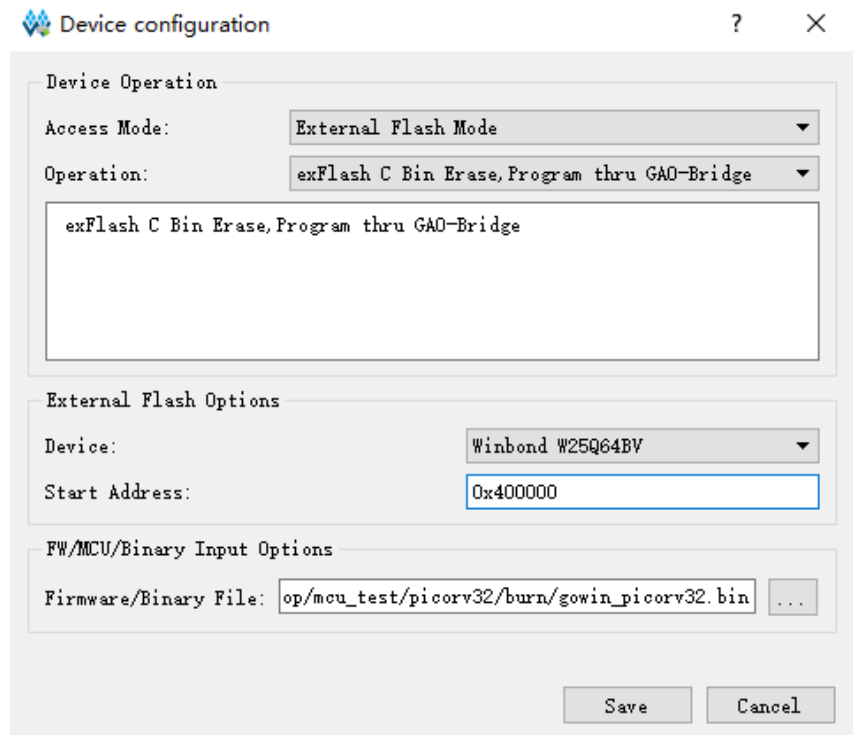 Device configuration
?
Device Operation
Access Mode:
External Flash Mode
Operation:
exFlash C Bin Erase,Program thru GAO-Bridge
exFlash C Bin Erase,Program thru GAO-Bridge
External Flash Options
Device:
Winbond W25Q64BV
Start Address:
0x400000
FW/MCU/Binary Input Options
Firmware/Binary File:
op/mcu_test/picorv32/burn/gowin_picorv32.bin
...
Save
Cancel